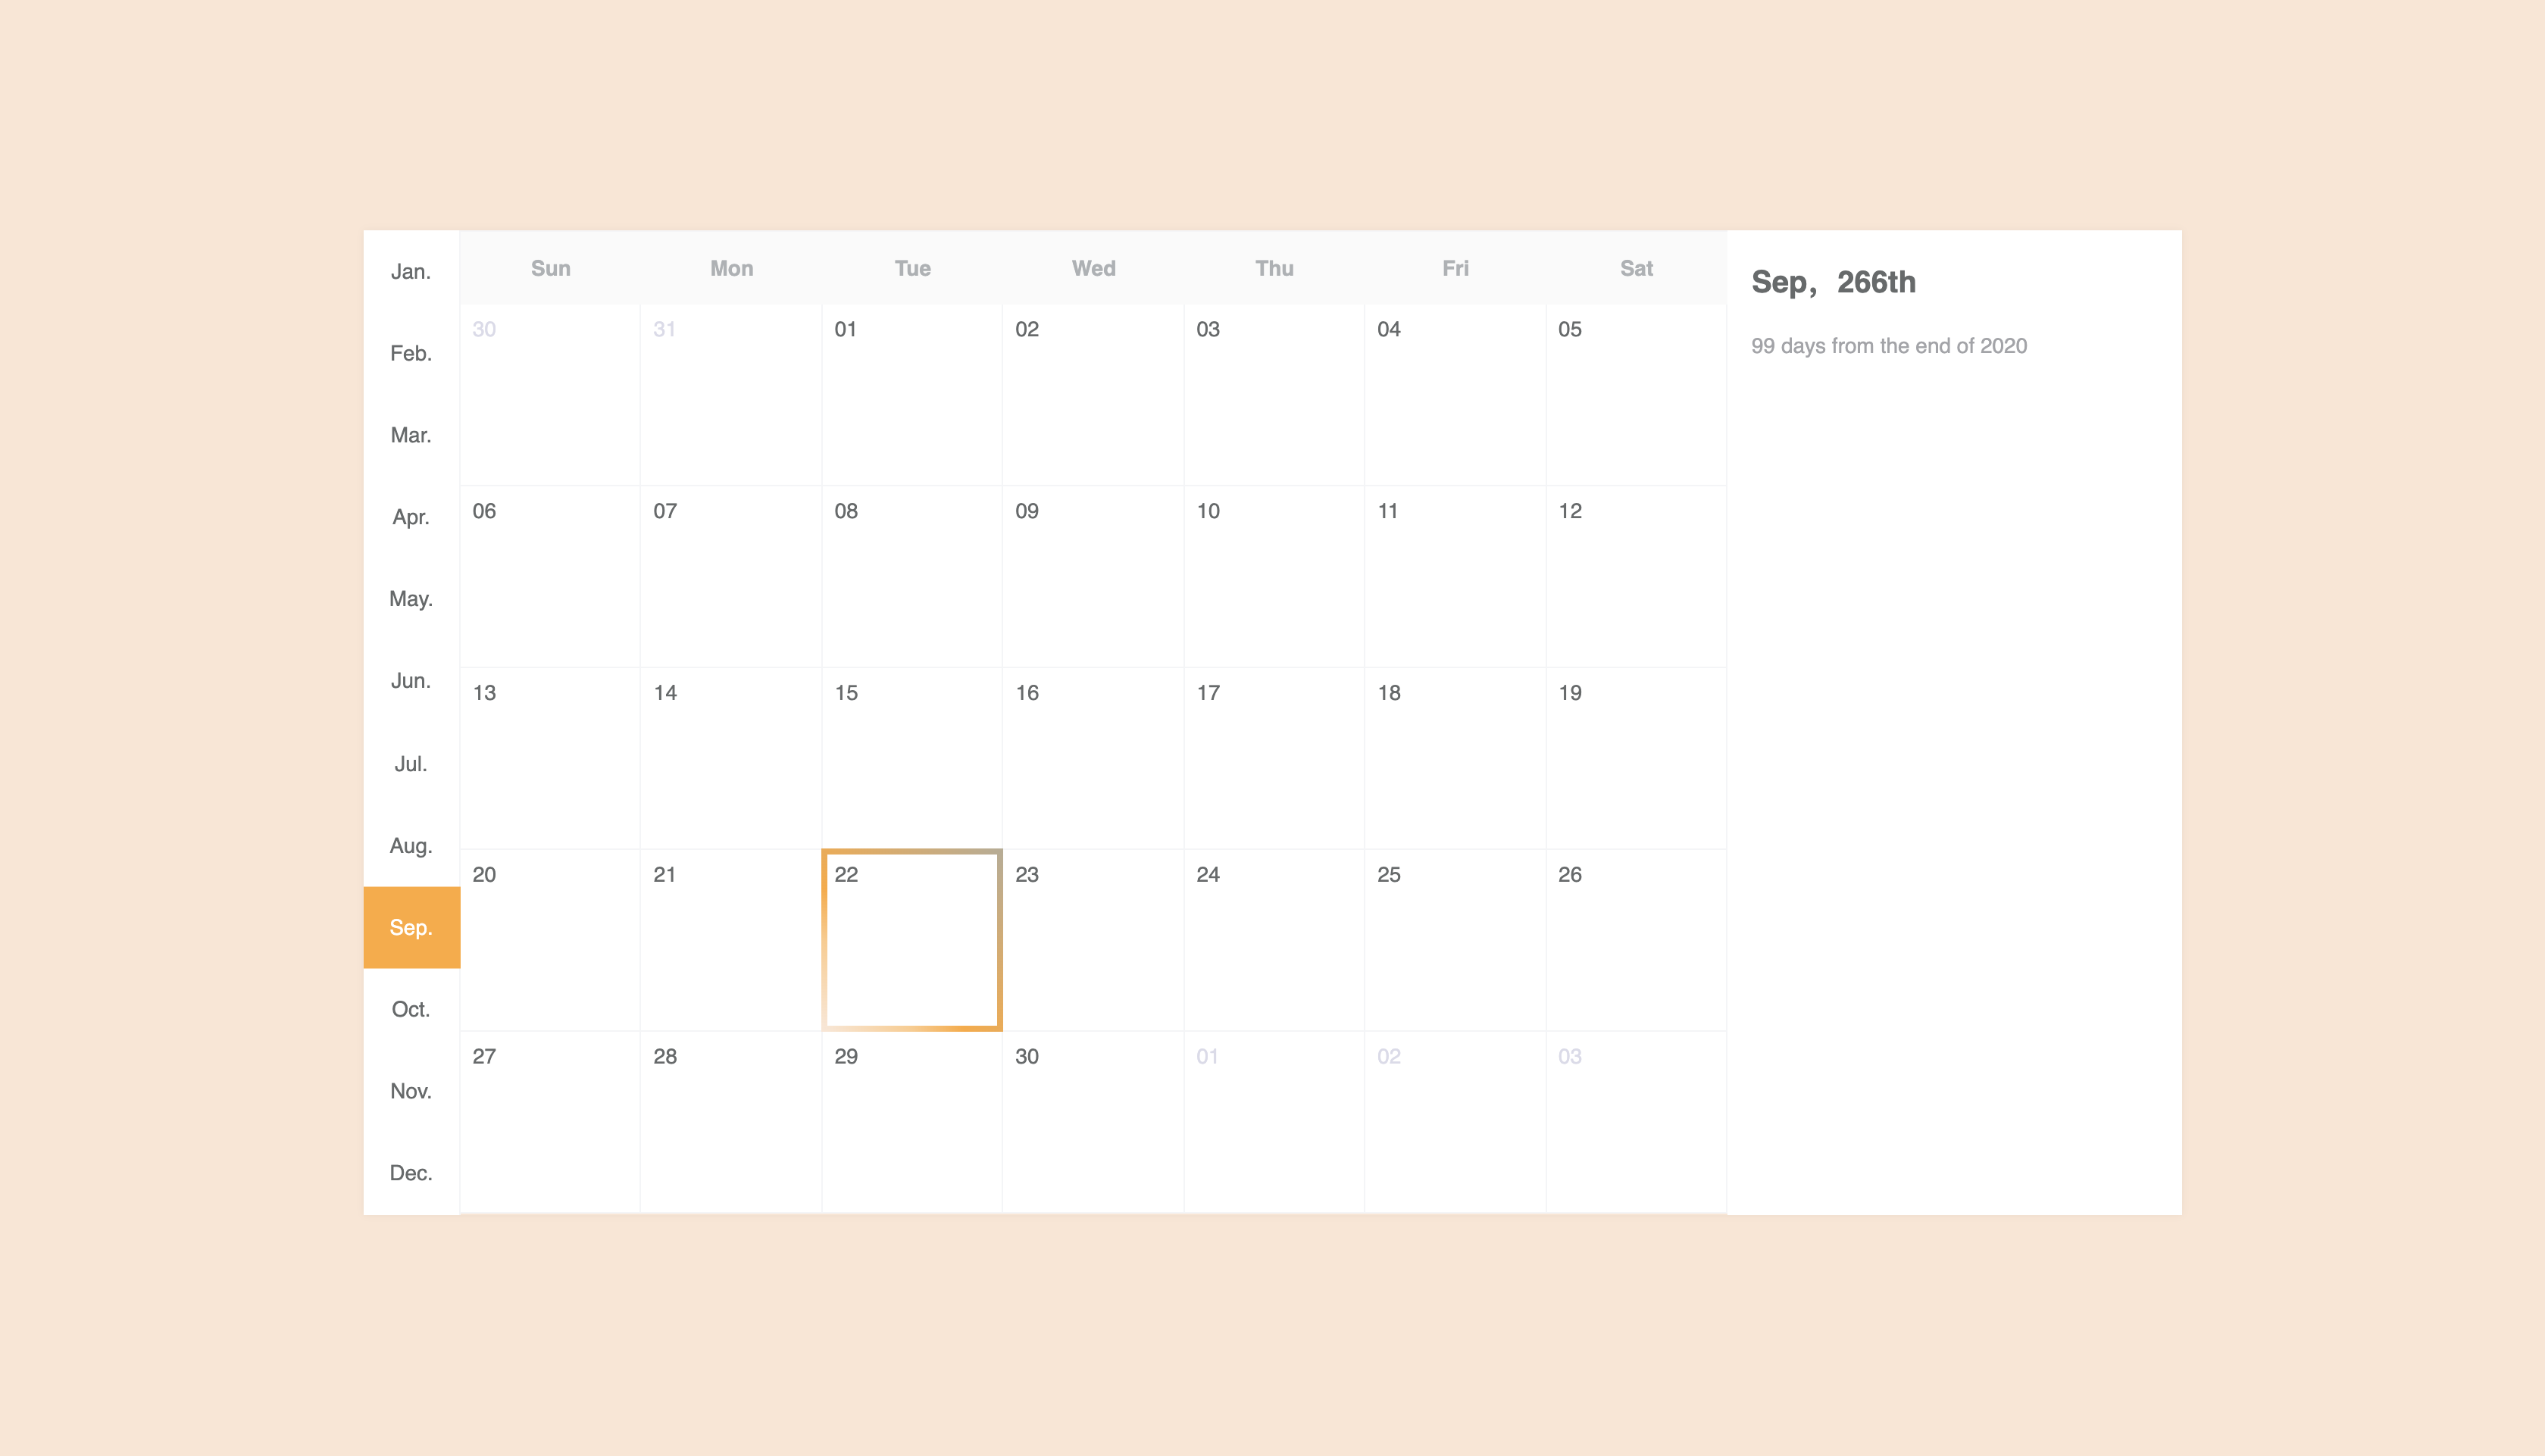 Jan.
Feb.
Mar.
Apr.
May.
Jun.
Jul.
Aug.
Sep.
Oct.
Nov.
Dec.
Sun Mon Tue Wed Thu Fri Sat
30 31 01 02 03 04 05
06 07 08 09 10 11 12
13 14 15 16 17 18 19
20 21 22 23 24 25 26
27 28 29 30 01 02 03
Sep，266th
99 days from the end of 2020